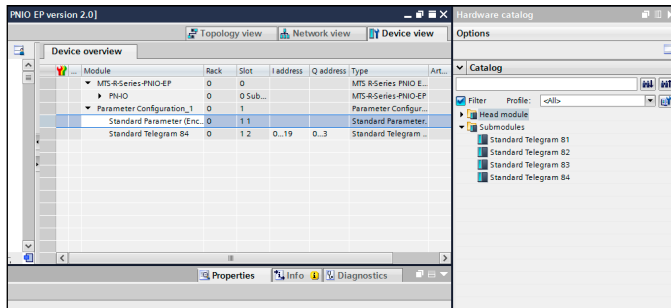 PNIO EP version 2.0]
Hardware catalog
Topology view Network view Device view
Options
Device overview
Module Rack Slot I address Q address Type Art...
Catalog
MTS-R-Series-PNIO-EP 0 0 MTS R-Series PNIO E...
PN-IO 0 0 Sub... MTS-R-Series-PNIO-EP
Filter Profile: <All>
Parameter Configuration_1 0 1 Parameter Configur...
Head module
Standard Parameter (Enc... 0 1 1 Standard Parameter...
Submodules
Standard Telegram 84 0 1 2 0...19 0...3 Standard Telegram ...
Standard Telegram 81
Standard Telegram 82
Standard Telegram 83
Standard Telegram 84
Properties Info Diagnostics